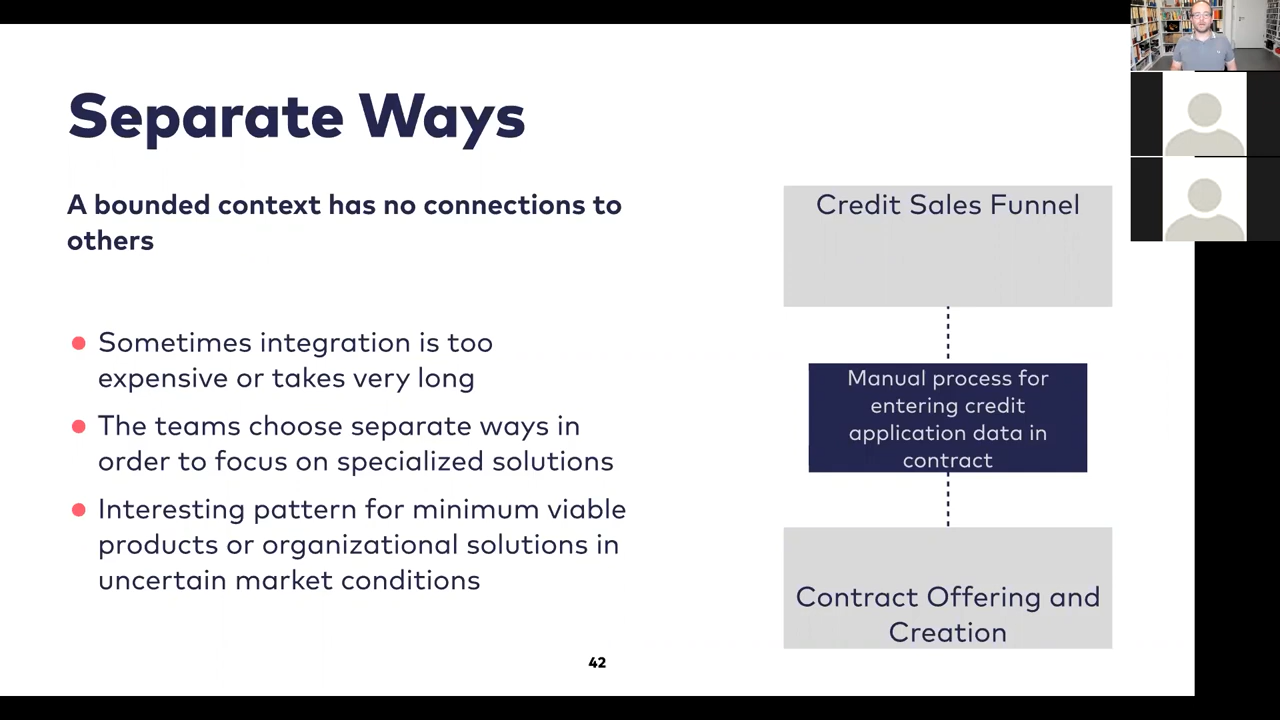 Separate Ways
A bounded context has no connections to
others
Sometimes integration is too
expensive or takes very long
The teams choose separate ways in
order to focus on specialized solutions
Interesting pattern for minimum viable
products or organizational solutions in
uncertain market conditions
Credit Sales Funnel
Manual process for
entering credit
application data in
contract
Contract Offering and
Creation
42